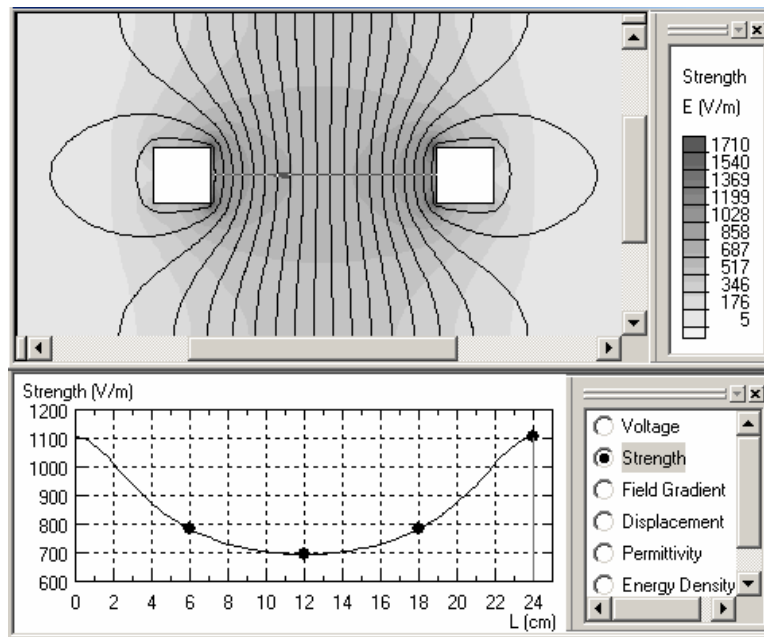 Strength
E (V/m)
1710
1540
1369
1199
1028
858
687
517
346
176
5
Strength (V/m)
1200
1100
1000
900
800
700
600
0 2 4 6 8 10 12 14 16 18 20 22 24
L (cm)
Voltage
Strength
Field Gradient
Displacement
Permittivity
Energy Density